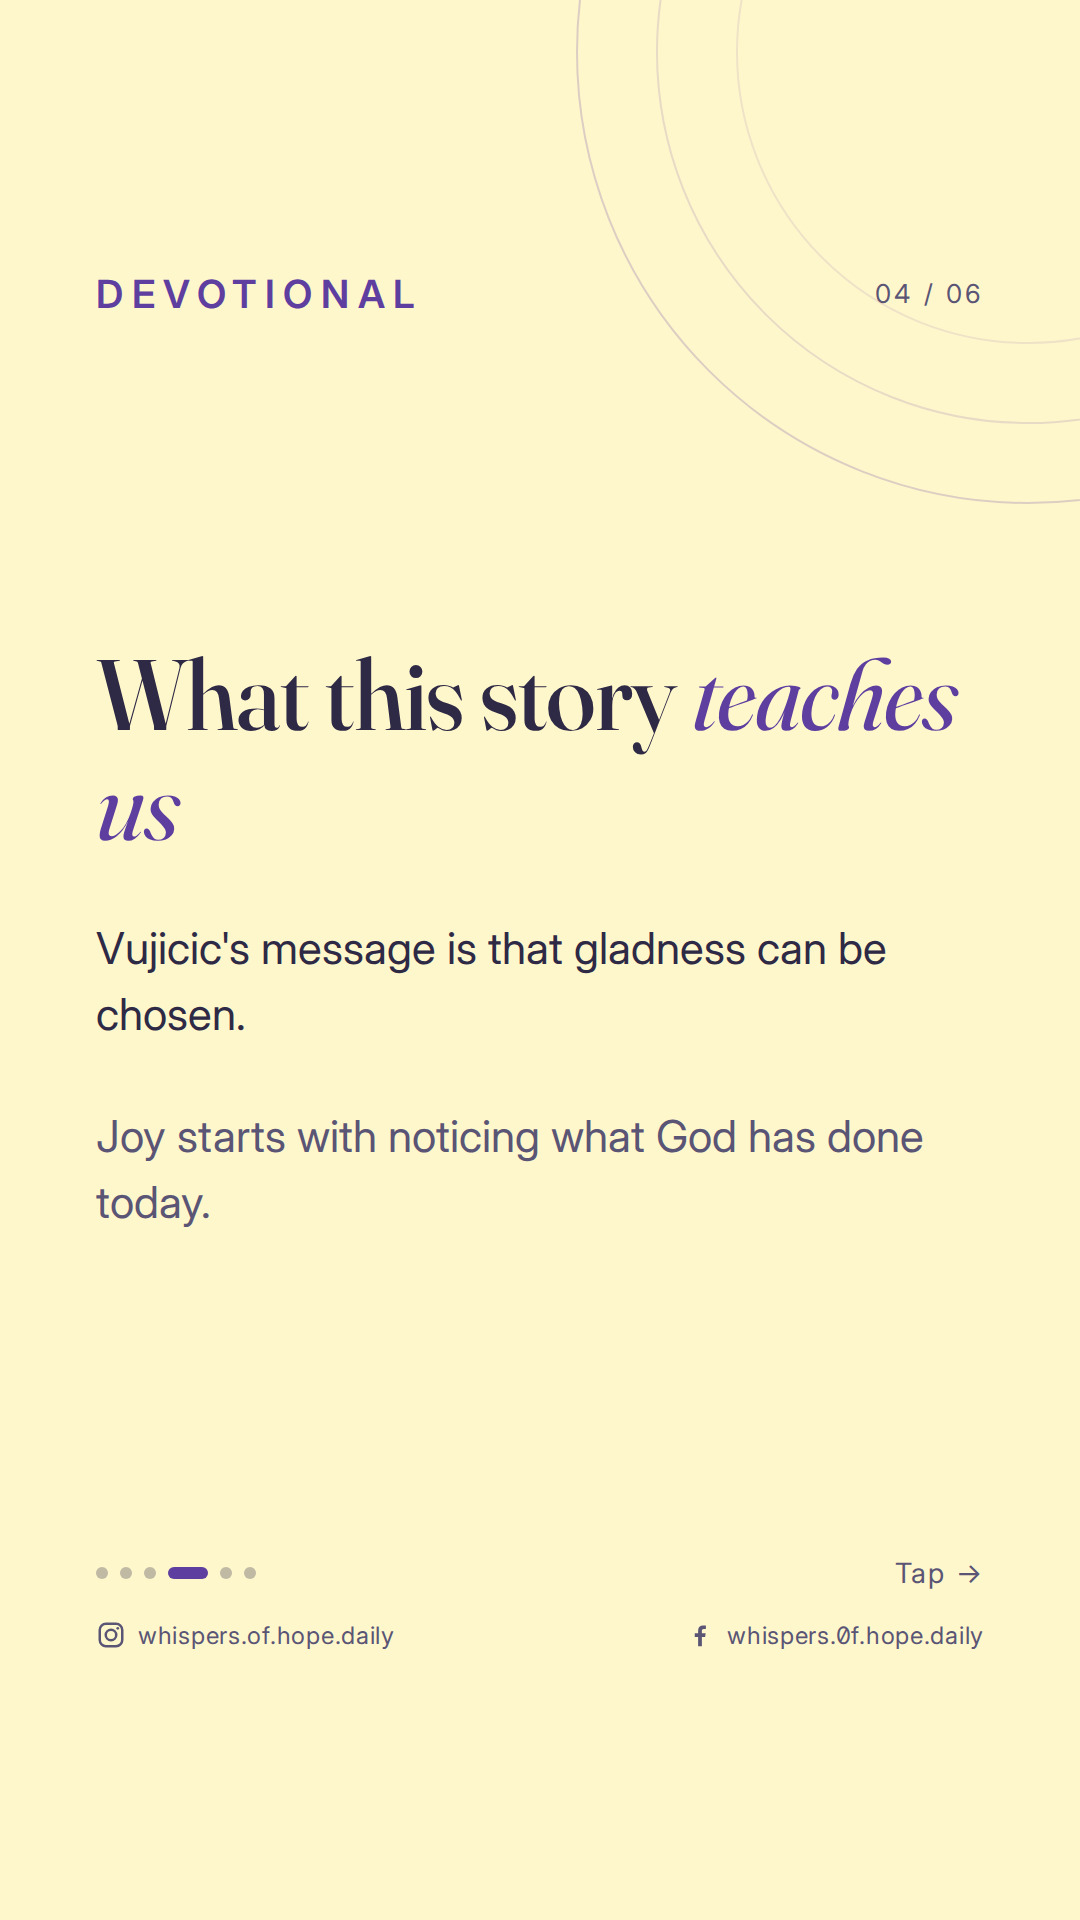 DEVOTIONAL
04 / 06
What this story teaches
us
Vujicic's message is that gladness can be
chosen.
Joy starts with noticing what God has done
today.
Tap →
whispers.of.hope.daily
whispers.0f.hope.daily